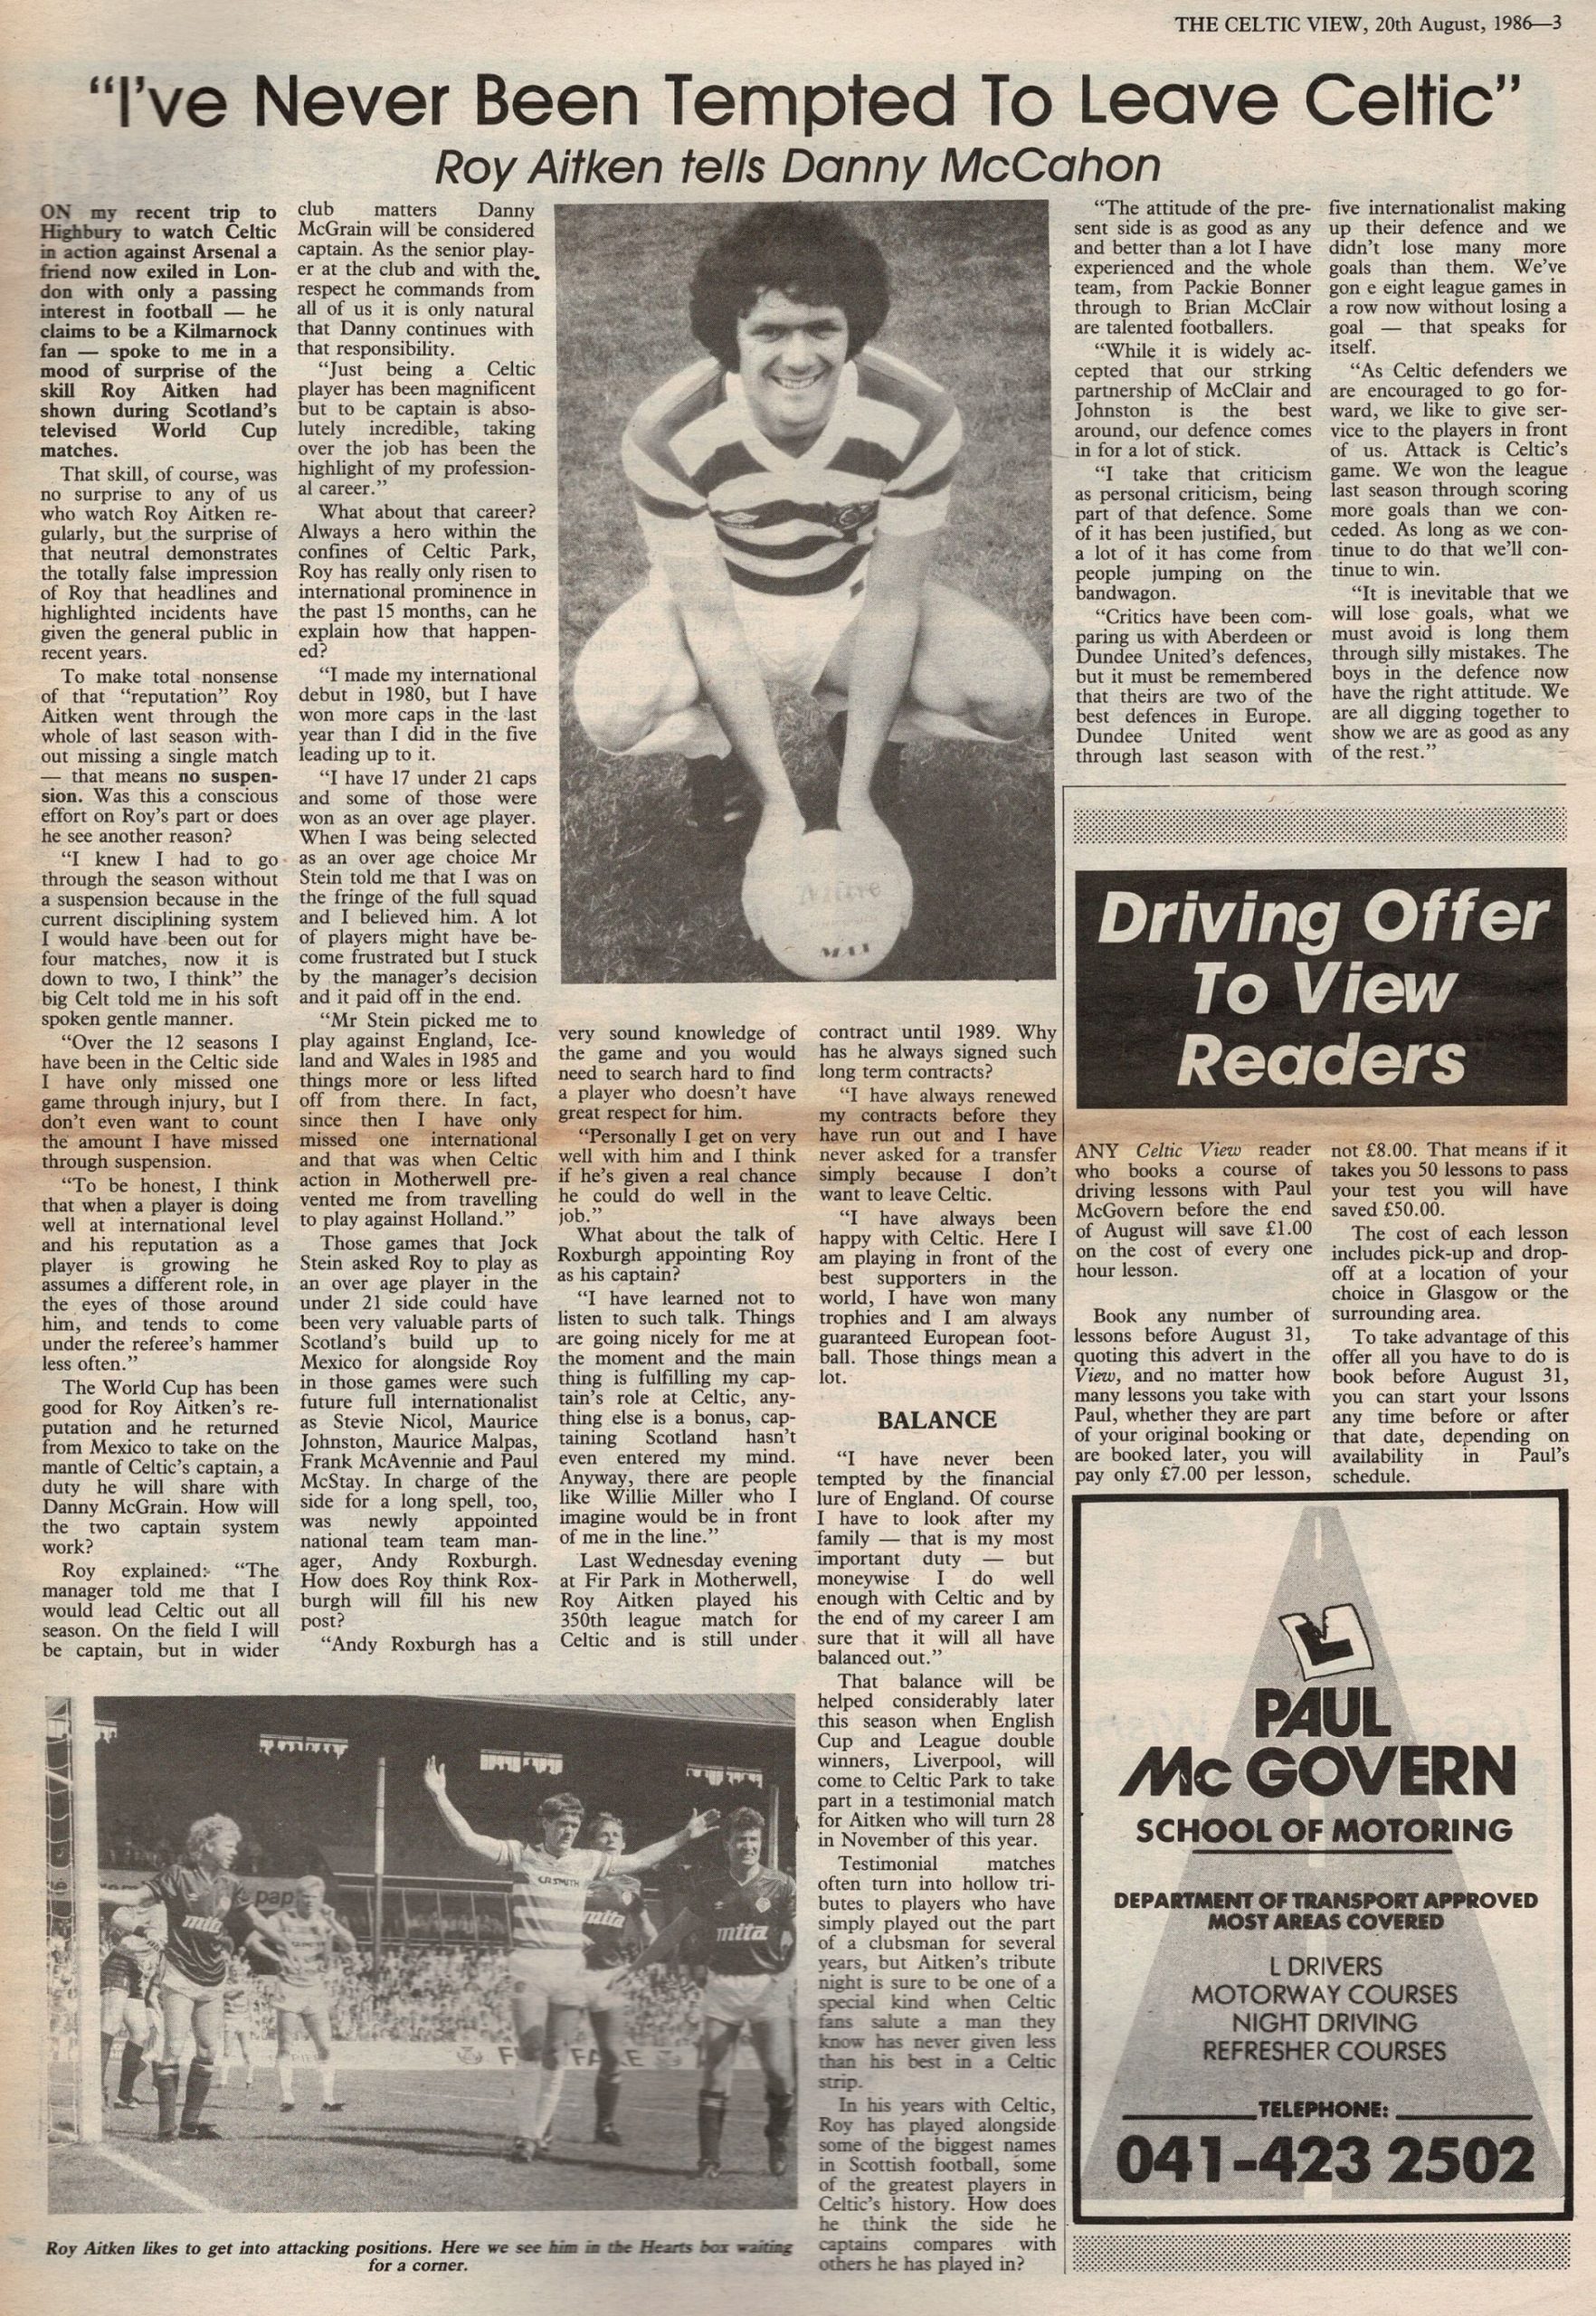 THE CELTIC VIEW, 20th August, 1986—3
“I’ve Never Been Tempted To Leave Celtic”
Roy Aitken tells Danny McCahon
ON my recent trip to
Highbury to watch Celtic
in action against Arsenal a
friend now exiled in Lon-
don with only a passing
interest in football — he
claims to be a Kilmarnock
fan — spoke to me in a
mood of surprise of the
skill Roy Aitken had
shown during Scotland’s
televised World Cup
matches.
That skill, of course, was
no surprise to any of us
who watch Roy Aitken re-
gularly, but the surprise of
that neutral demonstrates
the totally false impression
of Roy that headlines and
highlighted incidents have
given the general public in
recent years.
To make total nonsense
of that “reputation” Roy
Aitken went through the
whole of last season with-
out missing a single match
— that means no suspen-
sion. Was this a conscious
effort on Roy’s part or does
he see another reason?
“I knew I had to go
through the season without
a suspension because in the
current disciplining system
I would have been out for
four matches, now it is
down to two, I think” the
big Celt told me in his soft
spoken gentle manner.
“Over the 12 seasons I
have been in the Celtic side
I have only missed one
game through injury, but I
don’t even want to count
the amount I have missed
through suspension.
“To be honest, I think
that when a player is doing
well at international level
and his reputation as a
player is growing he
assumes a different role, in
the eyes of those around
him, and tends to come
under the referee’s hammer
less often.”
The World Cup has been
good for Roy Aitken’s re-
putation and he returned
from Mexico to take on the
mantle of Celtic’s captain, a
duty he will share with
Danny McGrain. How will
the two captain system
work?
Roy explained: “The
manager told me that I
would lead Celtic out all
season. On the field I will
be captain, but in wider
club matters Danny
McGrain will be considered
captain. As the senior play-
er at the club and with the
respect he commands from
all of us it is only natural
that Danny continues with
that responsibility.
“Just being a Celtic
player has been magnificent
but to be captain is abso-
lutely incredible, taking
over the job has been the
highlight of my profession-
al career.”
What about that career?
Always a hero within the
confines of Celtic Park,
Roy has really only risen to
international prominence in
the past 15 months, can he
explain how that happen-
ed?
“I made my international
debut in 1980, but I have
won more caps in the last
year than I did in the five
leading up to it.
“I have 17 under 21 caps
and some of those were
won as an over age player.
When I was being selected
as an over age choice Mr
Stein told me that I was on
the fringe of the full squad
and I believed him. A lot
of players might have be-
come frustrated but I stuck
by the manager’s decision
and it paid off in the end.
“Mr Stein picked me to
play against England, Ice-
land and Wales in 1985 and
things more or less lifted
off from there. In fact,
since then I have only
missed one international
and that was when Celtic
action in Motherwell pre-
vented me from travelling
to play against Holland.”
Those games that Jock
Stein asked Roy to play as
an over age player in the
under 21 side could have
been very valuable parts of
Scotland’s build up to
Mexico for alongside Roy
in those games were such
future full internationalist
as Stevie Nicol, Maurice
Johnston, Maurice Malpas,
Frank McAvennie and Paul
McStay. In charge of the
side for a long spell, too,
was newly appointed
national team team man-
ager, Andy Roxburgh.
How does Roy think Rox-
burgh will fill his new
post?
“Andy Roxburgh has a
very sound knowledge of
the game and you would
need to search hard to find
a player who doesn’t have
great respect for him.
“Personally I get on very
well with him and I think
if he’s given a real chance
he could do well in the
job.”
What about the talk of
Roxburgh appointing Roy
as his captain?
“I have learned not to
listen to such talk. Things
are going nicely for me at
the moment and the main
thing is fulfilling my cap-
tain’s role at Celtic, any-
thing else is a bonus, cap-
taining Scotland hasn’t
even entered my mind.
Anyway, there are people
like Willie Miller who I
imagine would be in front
of me in the line.”
Last Wednesday evening
at Fir Park in Motherwell,
Roy Aitken played his
350th league match for
Celtic and is still under
contract until 1989. Why
has he always signed such
long term contracts?
“I have always renewed
my contracts before they
have run out and I have
never asked for a transfer
simply because I don’t
want to leave Celtic.
“I have always been
happy with Celtic. Here I
am playing in front of the
best supporters in the
world, I have won many
trophies and I am always
guaranteed European foot-
ball. Those things mean a
lot.
BALANCE
“I have never been
tempted by the financial
lure of England. Of course
I have to look after my
family — that is my most
important duty — but
moneywise I do well
enough with Celtic and by
the end of my career I am
sure that it will all have
balanced out.”
That balance will be
helped considerably later
this season when English
Cup and League double
winners, Liverpool, will
come to Celtic Park to take
part in a testimonial match
for Aitken who will turn 28
in November of this year.
Testimonial matches
often turn into hollow tri-
butes to players who have
simply played out the part
of a clubsman for several
years, but Aitken’s tribute
night is sure to be one of a
special kind when Celtic
fans salute a man they
know has never given less
than his best in a Celtic
strip.
In his years with Celtic,
Roy has played alongside
some of the biggest names
in Scottish football, some
of the greatest players in
Celtic’s history. How does
he think the side he
captains compares with
others he has played in?
“The attitude of the pre-
sent side is as good as any
and better than a lot I have
experienced and the whole
team, from Packie Bonner
through to Brian McClair
are talented footballers.
“While it is widely ac-
cepted that our strking
partnership of McClair and
Johnston is the best
around, our defence comes
in for a lot of stick.
“I take that criticism
as personal criticism, being
part of that defence. Some
of it has been justified, but
a lot of it has come from
people jumping on the
bandwagon.
“Critics have been com-
paring us with Aberdeen or
Dundee United’s defences,
but it must be remembered
that theirs are two of the
best defences in Europe.
Dundee United went
through last season with
five internationalist making
up their defence and we
didn’t lose many more
goals than them. We’ve
gon e eight league games in
a row now without losing a
goal — that speaks for
itself.
“As Celtic defenders we
are encouraged to go for-
ward, we like to give ser-
vice to the players in front
of us. Attack is Celtic’s
game. We won the league
last season through scoring
more goals than we con-
ceded. As long as we con-
tinue to do that we’ll con-
tinue to win.
“It is inevitable that we
will lose goals, what we
must avoid is long them
through silly mistakes. The
boys in the defence now
have the right attitude. We
are all digging together to
show we are as good as any
of the rest.”
Mitre
C.R. SMITH
mita
mita
mita
Roy Aitken likes to get into attacking positions. Here we see him in the Hearts box waiting
for a corner.
Driving Offer
To View
Readers
ANY Celtic View reader
who books a course of
driving lessons with Paul
McGovern before the end
of August will save £1.00
on the cost of every one
hour lesson.
Book any number of
lessons before August 31,
quoting this advert in the
View, and no matter how
many lessons you take with
Paul, whether they are part
of your original booking or
are booked later, you will
pay only £7.00 per lesson,
not £8.00. That means if it
takes you 50 lessons to pass
your test you will have
saved £50.00.
The cost of each lesson
includes pick-up and drop-
off at a location of your
choice in Glasgow or the
surrounding area.
To take advantage of this
offer all you have to do is
book before August 31,
you can start your lssons
any time before or after
that date, depending on
availability in Paul’s
schedule.
PAUL
Mc GOVERN
SCHOOL OF MOTORING
DEPARTMENT OF TRANSPORT APPROVED
MOST AREAS COVERED
L DRIVERS
MOTORWAY COURSES
NIGHT DRIVING
REFRESHER COURSES
TELEPHONE:
041-423 2502